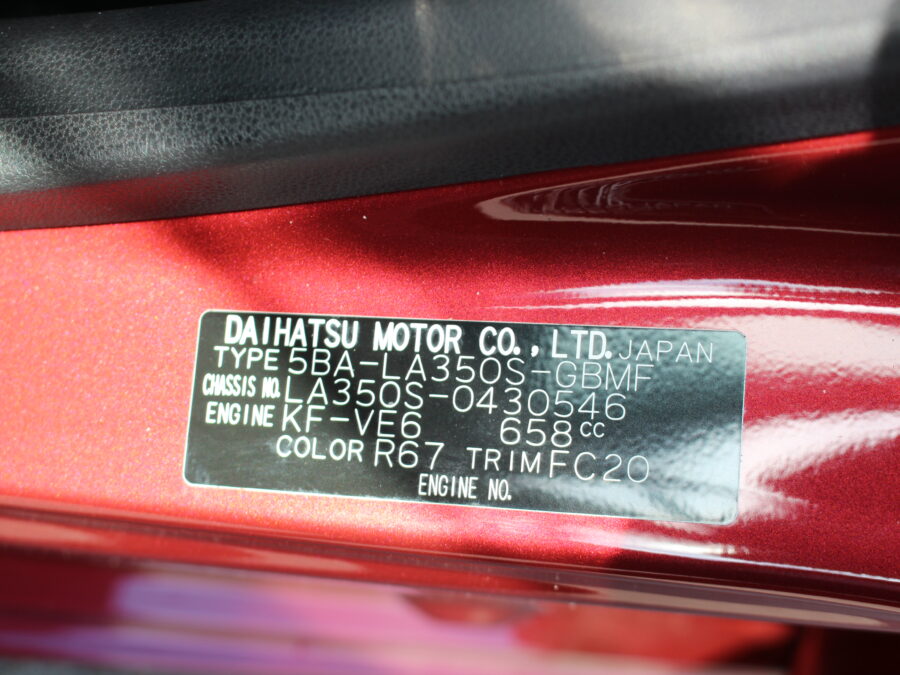 DAIHATSU MOTOR CO.,LTD. JAPAN
TYPE 5BA-LA350S-GBMF
CHASSIS NO. LA350S-0430546
ENGINE KF-VE6 658cc
COLOR R67 TRIM FC20
ENGINE NO.